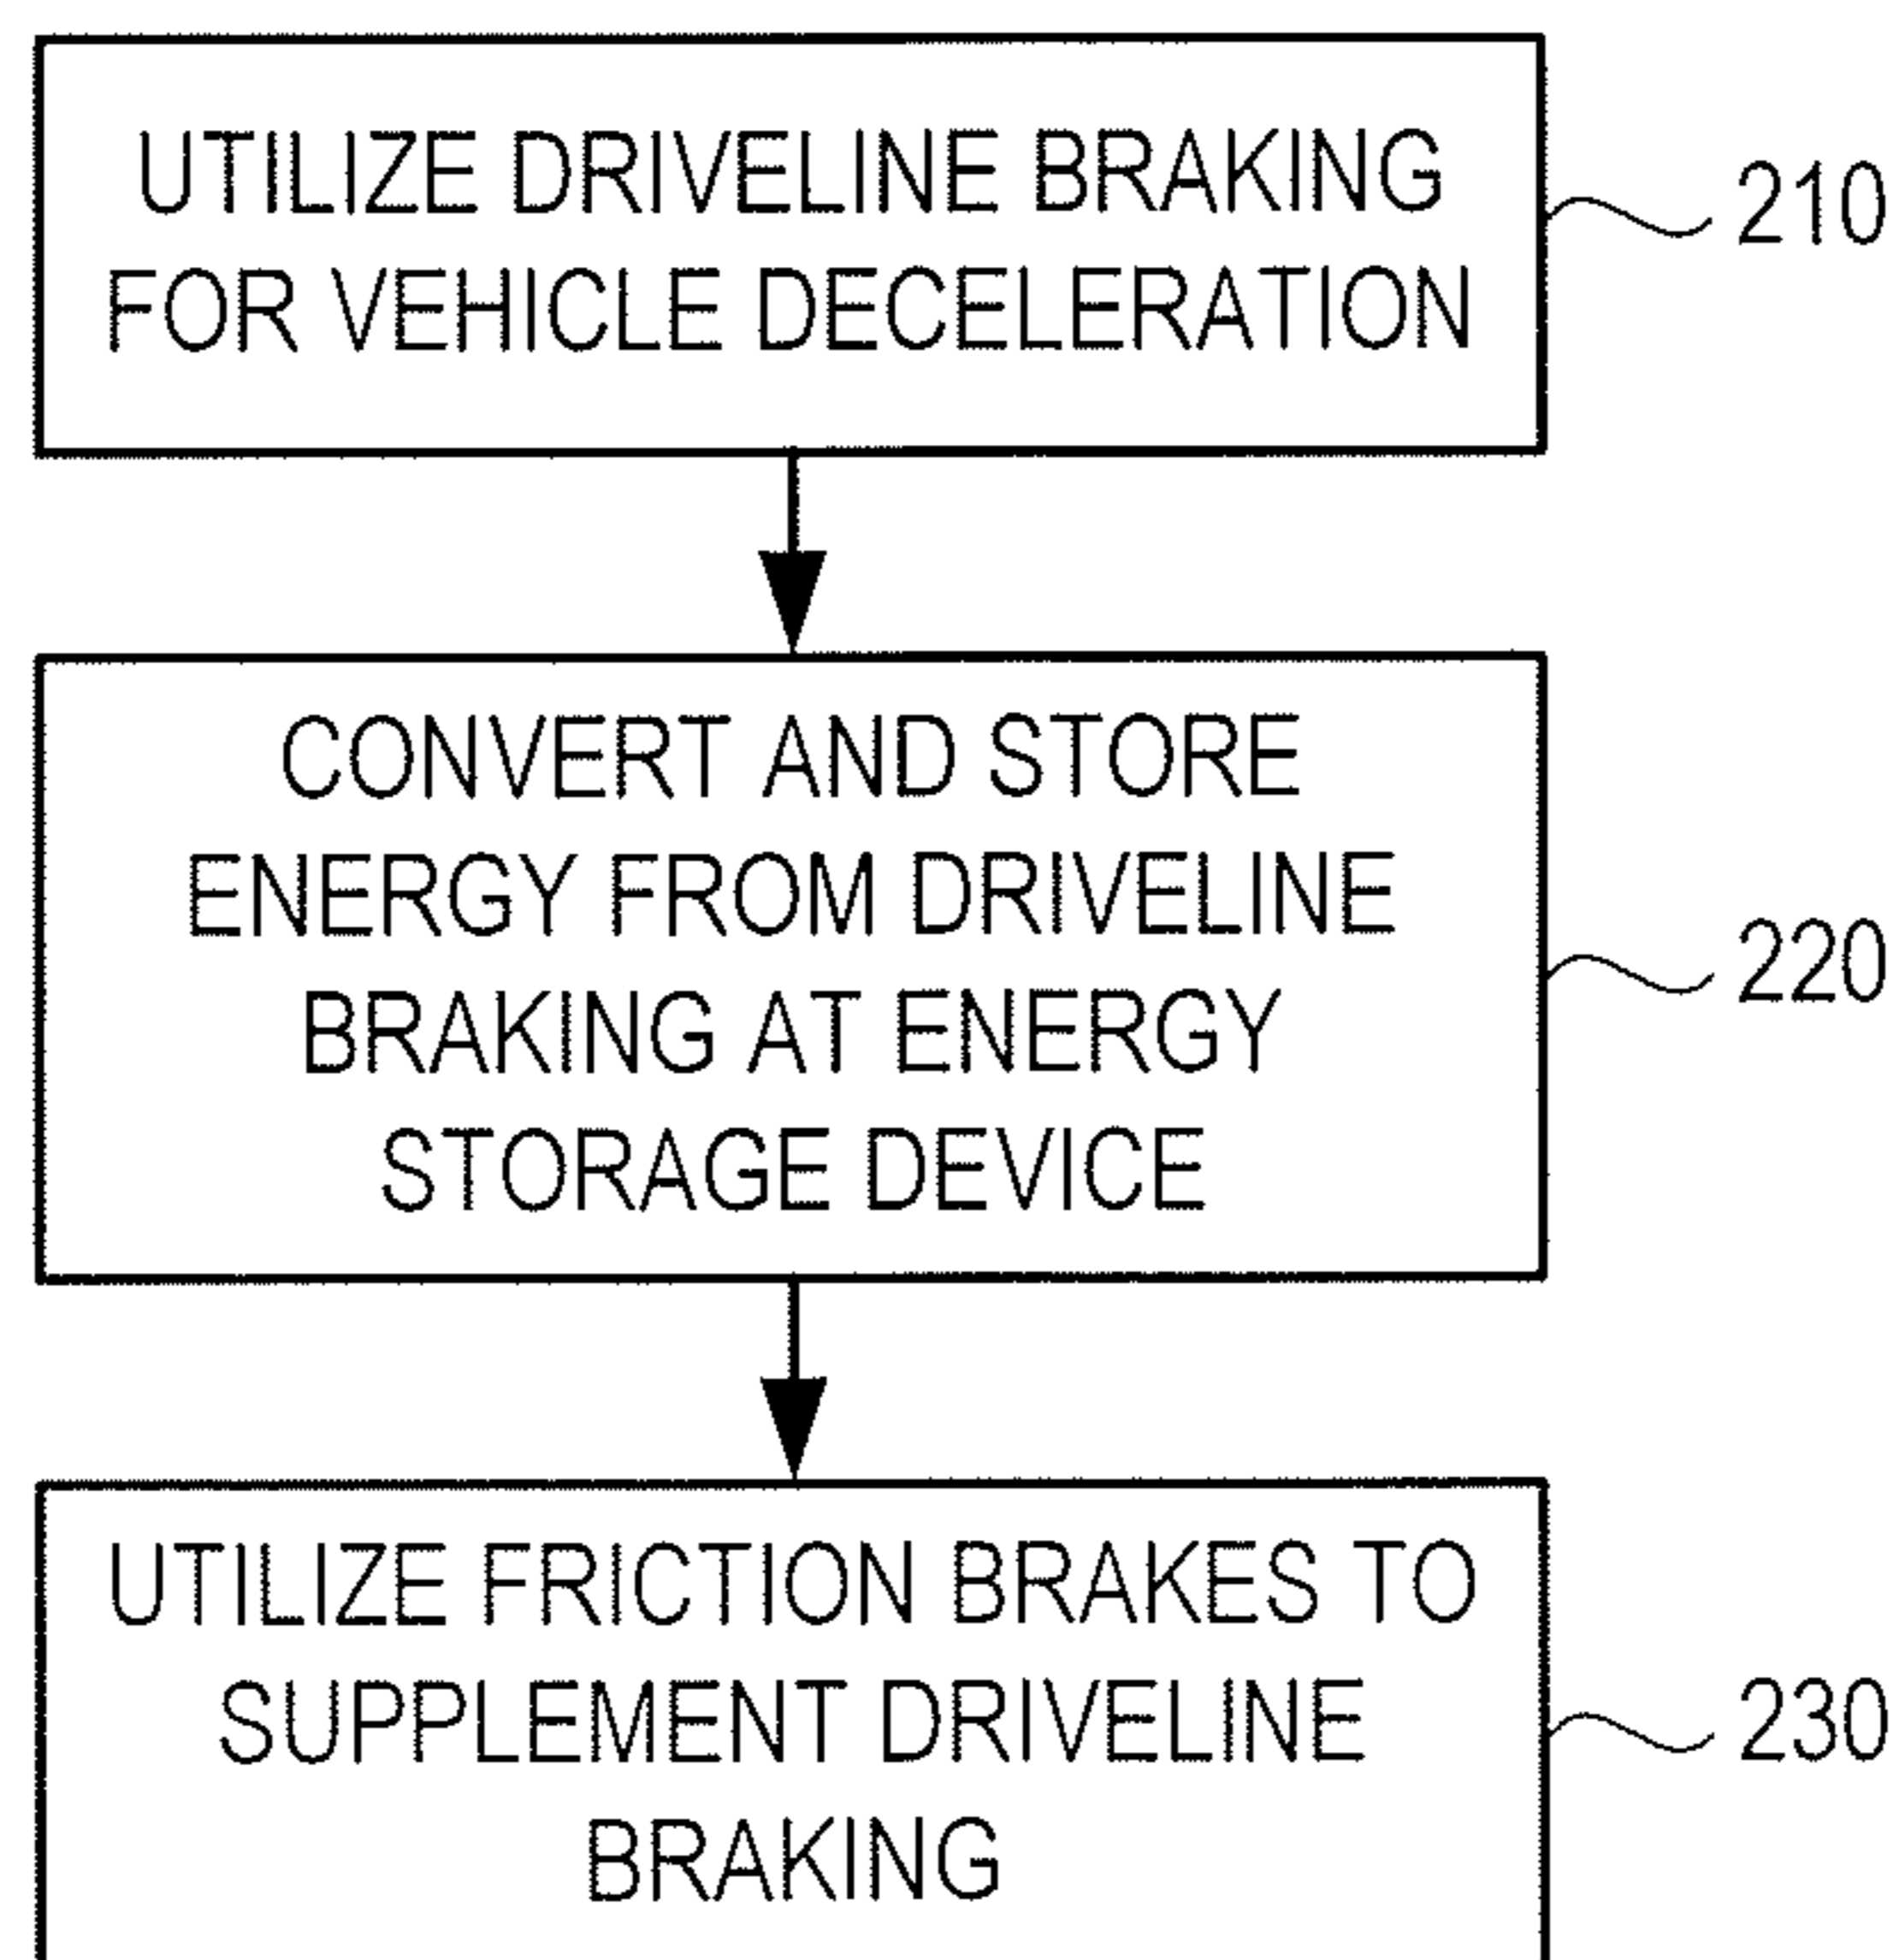 UTILIZE DRIVELINE BRAKING
FOR VEHICLE DECELERATION
210
CONVERT AND STORE
ENERGY FROM DRIVELINE
BRAKING AT ENERGY
STORAGE DEVICE
220
UTILIZE FRICTION BRAKES TO
SUPPLEMENT DRIVELINE
BRAKING
230